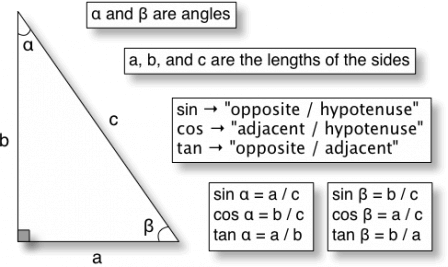 α and β are angles
α
a, b, and c are the lengths of the sides
c
b
sin → "opposite / hypotenuse"
cos → "adjacent / hypotenuse"
tan → "opposite / adjacent"
β
a
sin α = a / c
cos α = b / c
tan α = a / b
sin β = b / c
cos β = a / c
tan β = b / a